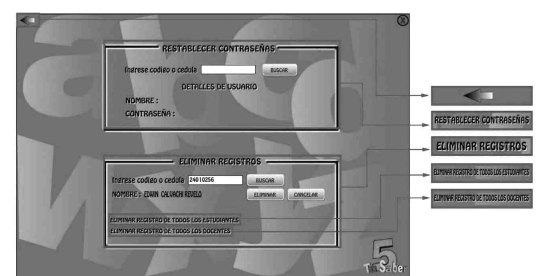 RESTABLECER CONTRASEÑAS
Ingrese codigo o cedula
BUSCAR
DETALLES DE USUARIO
NOMBRE :
CONTRASEÑA :
ELIMINAR REGISTROS
Ingrese codigo o cedula 24010256
BUSCAR
NOMBRE : EDWIN CALVACHI REVELO
ELIMINAR CANCELAR
ELIMINAR REGISTRO DE TODOS LOS ESTUDIANTES
ELIMINAR REGISTRO DE TODOS LOS DOCENTES
5
RESTABLECER CONTRASEÑAS
ELIMINAR REGISTROS
ELIMINAR REGISTRO DE TODOS LOS ESTUDIANTES
ELIMINAR REGISTRO DE TODOS LOS DOCENTES